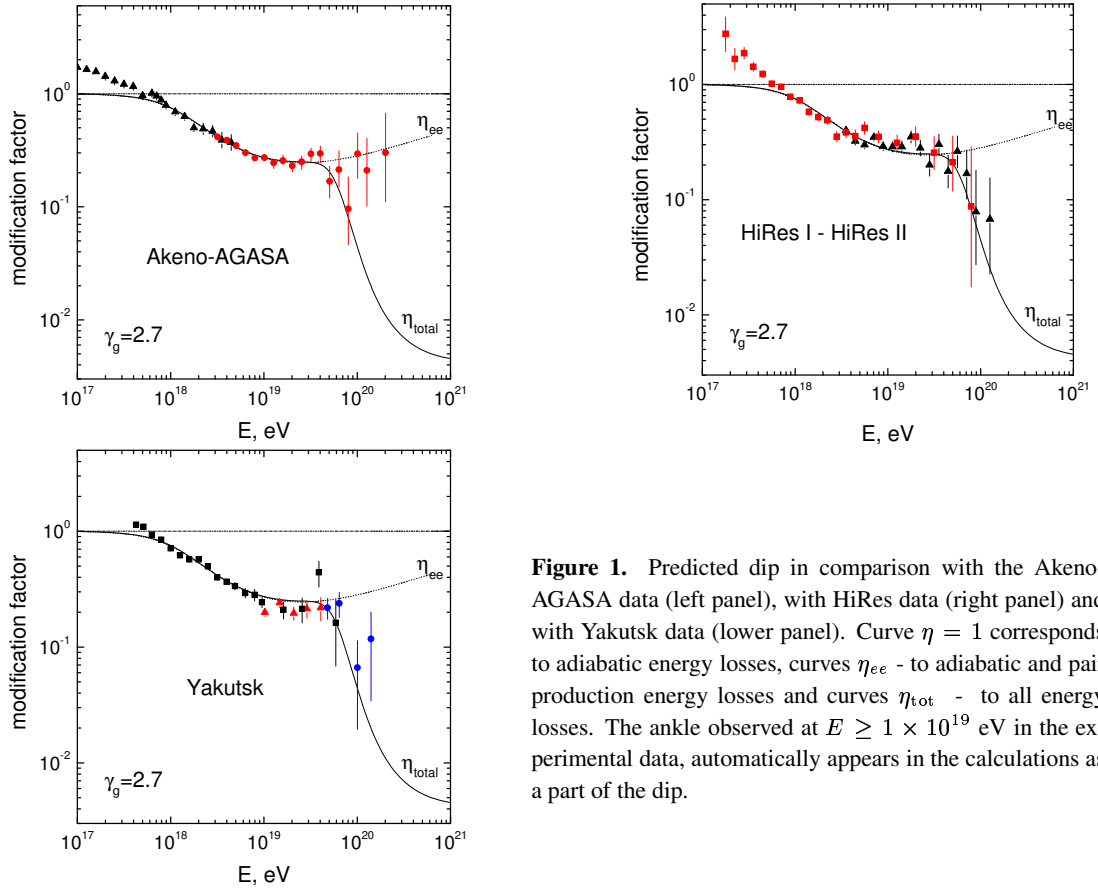 10^0
10^-1
10^-2
modification factor
η_ee
Akeno-AGASA
η_total
γ_g=2.7
10^17 10^18 10^19 10^20 10^21
E, eV
10^0
10^-1
10^-2
modification factor
η_ee
HiRes I - HiRes II
η_total
γ_g=2.7
10^17 10^18 10^19 10^20 10^21
E, eV
10^0
10^-1
10^-2
modification factor
η_ee
Yakutsk
η_total
γ_g=2.7
10^17 10^18 10^19 10^20 10^21
E, eV
Figure 1. Predicted dip in comparison with the Akeno-
AGASA data (left panel), with HiRes data (right panel) and
with Yakutsk data (lower panel). Curve η = 1 corresponds
to adiabatic energy losses, curves η_ee - to adiabatic and pair
production energy losses and curves η_tot - to all energy
losses. The ankle observed at E ≥ 1 × 10^19 eV in the ex-
perimental data, automatically appears in the calculations as
a part of the dip.